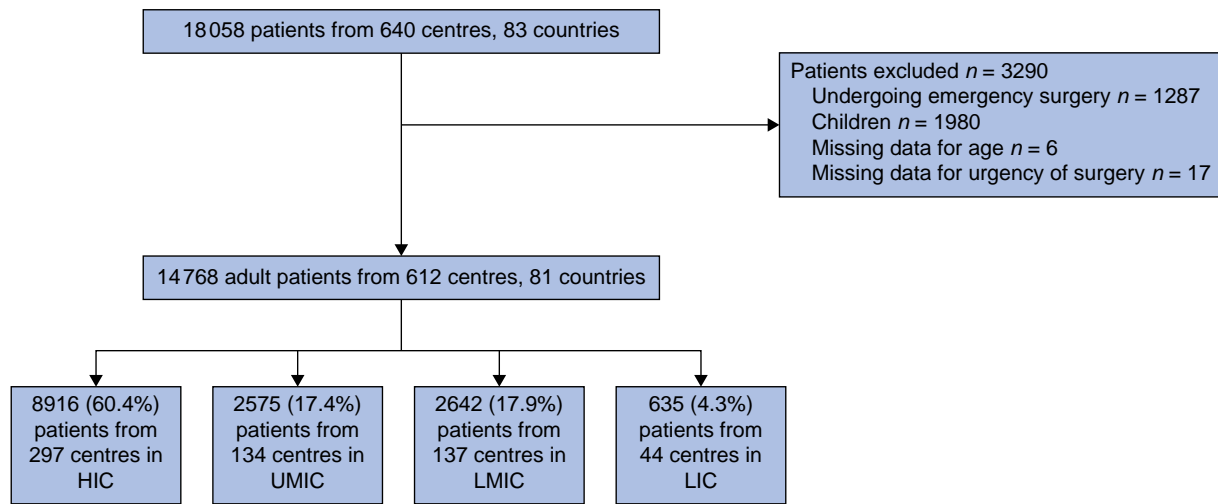 18 058 patients from 640 centres, 83 countries
Patients excluded n = 3290
Undergoing emergency surgery n = 1287
Children n = 1980
Missing data for age n = 6
Missing data for urgency of surgery n = 17
14 768 adult patients from 612 centres, 81 countries
8916 (60.4%)
patients from
297 centres in
HIC
2575 (17.4%)
patients from
134 centres in
UMIC
2642 (17.9%)
patients from
137 centres in
LMIC
635 (4.3%)
patients from
44 centres in
LIC